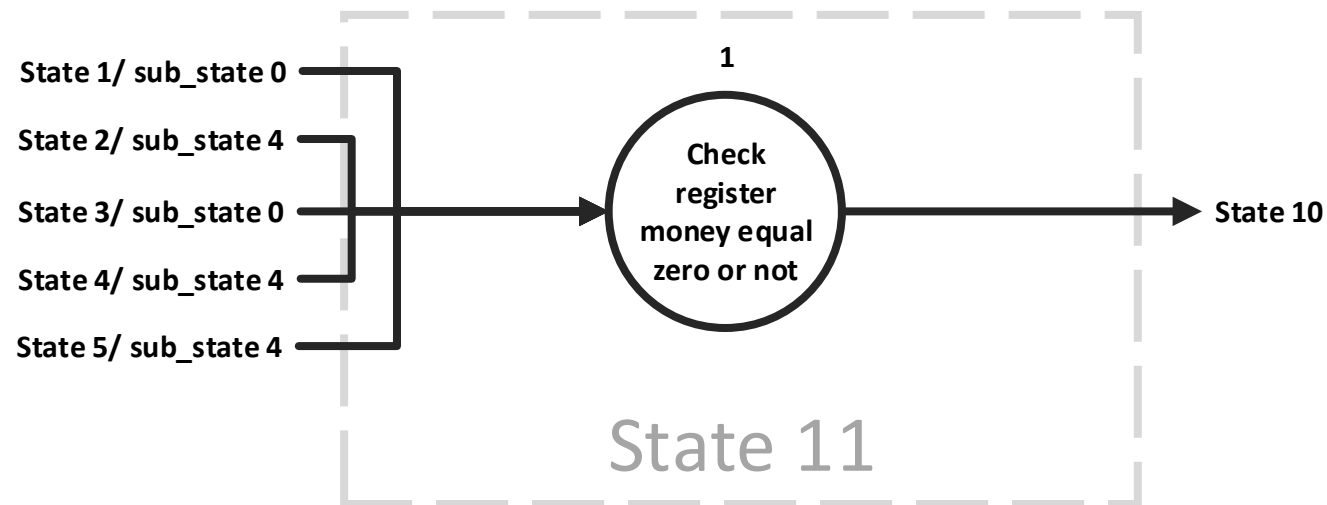 State 1/ sub_state 0
State 2/ sub_state 4
State 3/ sub_state 0
State 4/ sub_state 4
State 5/ sub_state 4
1
Check
register
money equal
zero or not
State 10
State 11